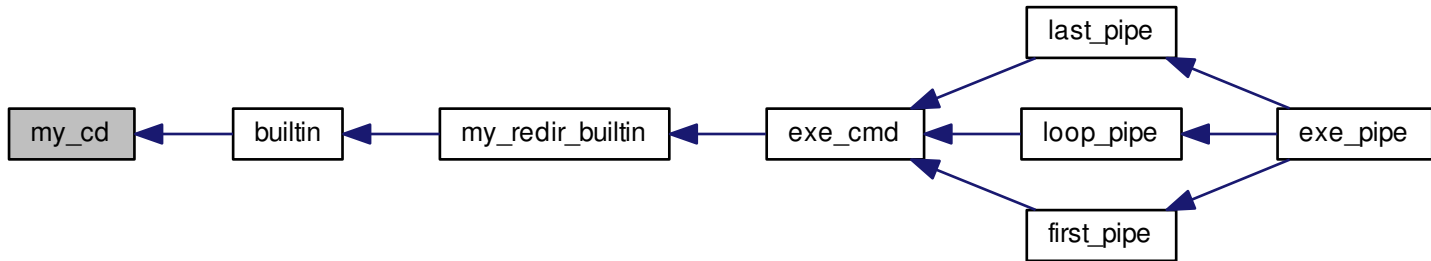 last_pipe
my_cd
builtin
my_redir_builtin
exe_cmd
loop_pipe
exe_pipe
first_pipe